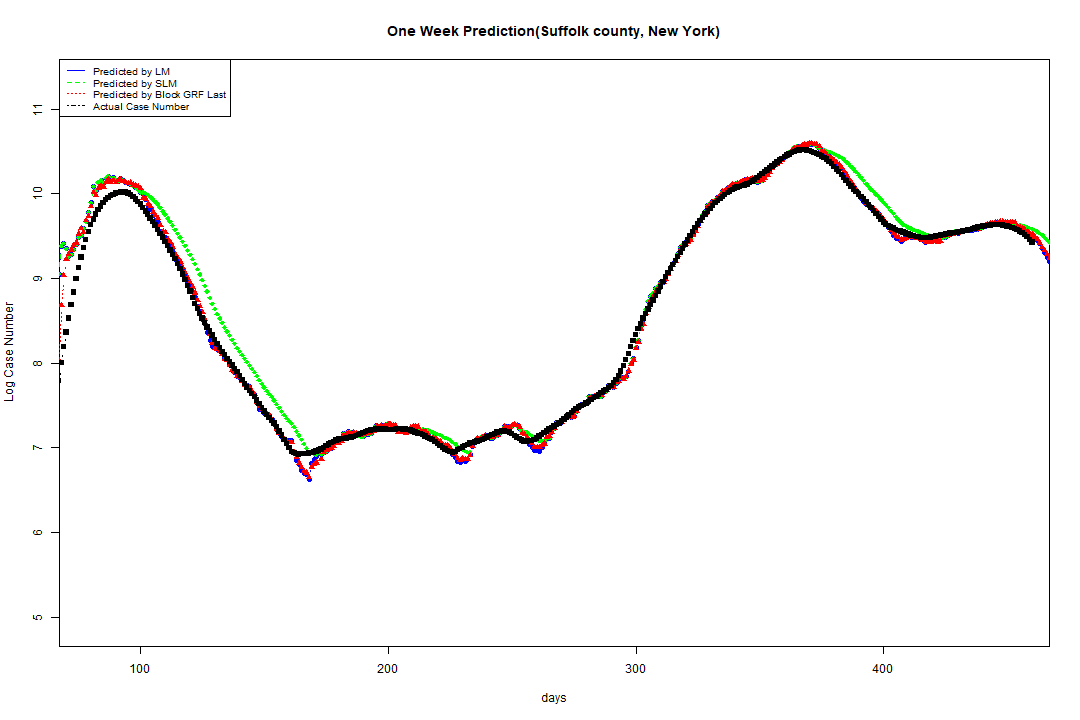 One Week Prediction(Suffolk county, New York)
Predicted by LM
Predicted by SLM
Predicted by Block GRF Last
Actual Case Number
Log Case Number
11
10
9
8
7
6
5
100 200 300 400
days